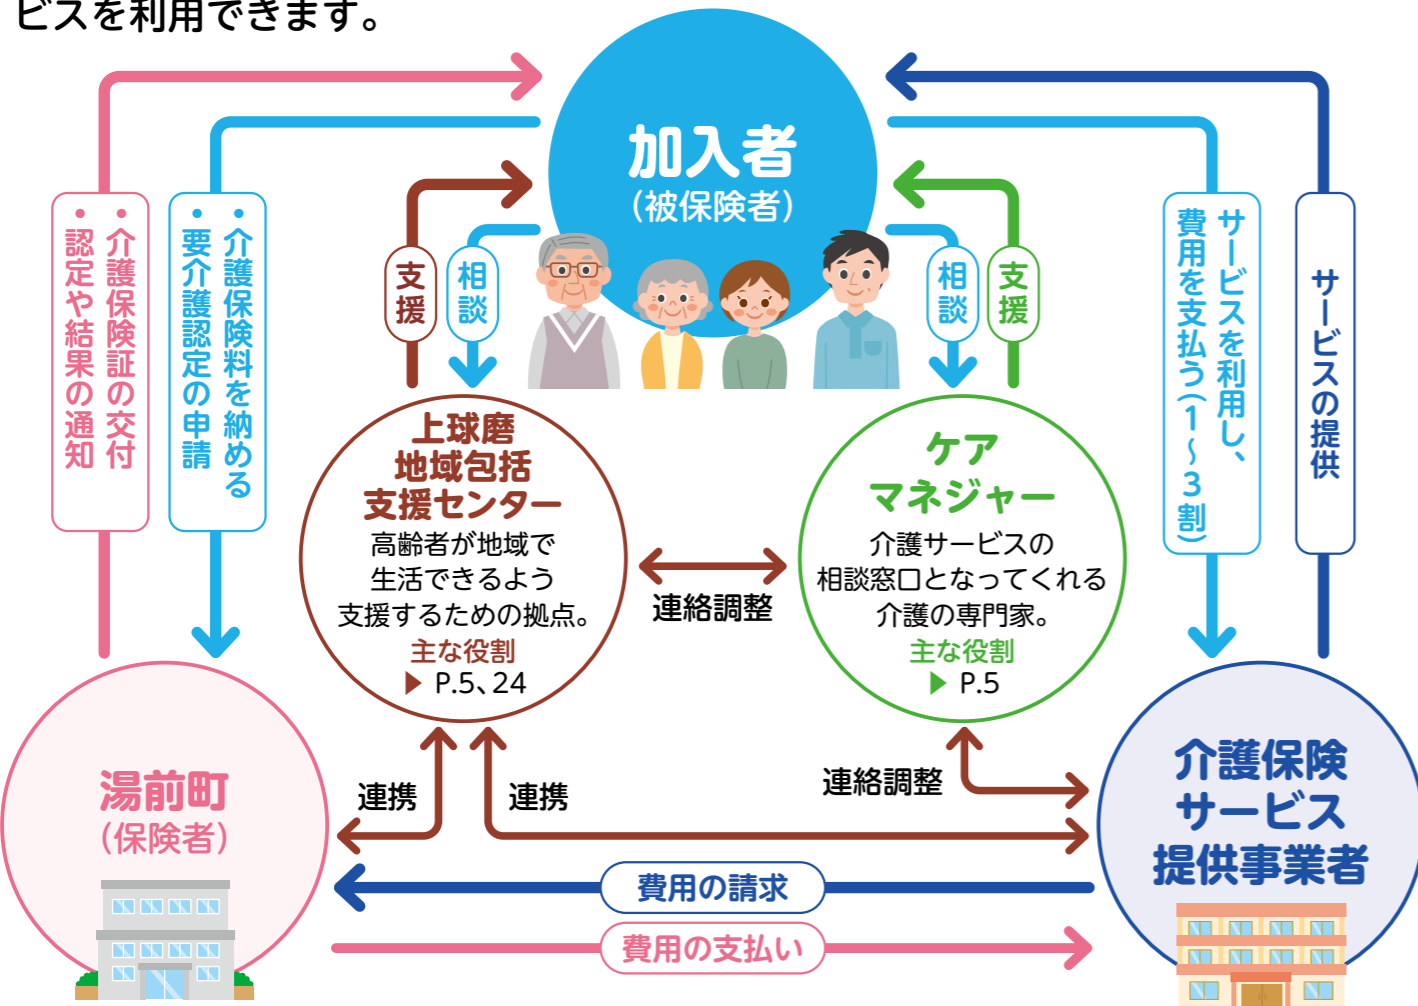 ビスを利用できます。
加入者
（被保険者）
・介護保険証の交付
・認定や結果の通知
・介護保険料を納める
・要介護認定の申請
支援
相談
相談
支援
サービスを利用し、
費用を支払う（1～3割）
サービスの提供
上球磨
地域包括
支援センター
高齢者が地域で
生活できるよう
支援するための拠点。
主な役割
▶ P.5、24
連絡調整
ケア
マネジャー
介護サービスの
相談窓口となってくれる
介護の専門家。
主な役割
▶ P.5
湯前町
（保険者）
連携
連携
連絡調整
介護保険
サービス
提供事業者
費用の請求
費用の支払い